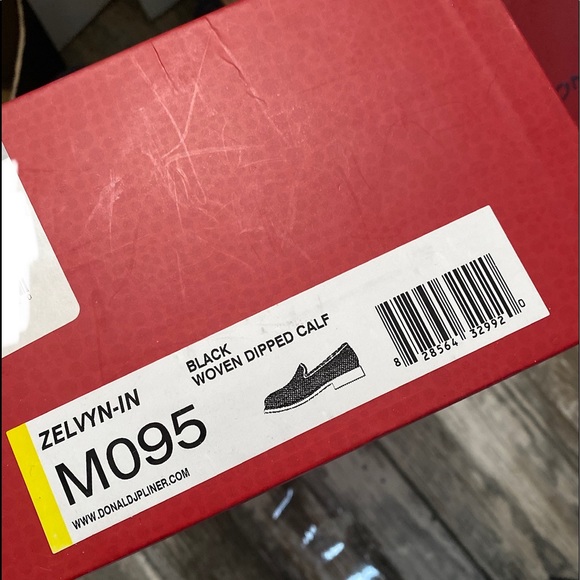 BLACK
WOVEN DIPPED CALF
ZELVYN-IN
M095
WWW.DONALDJPLINER.COM
8 28564 32992 0